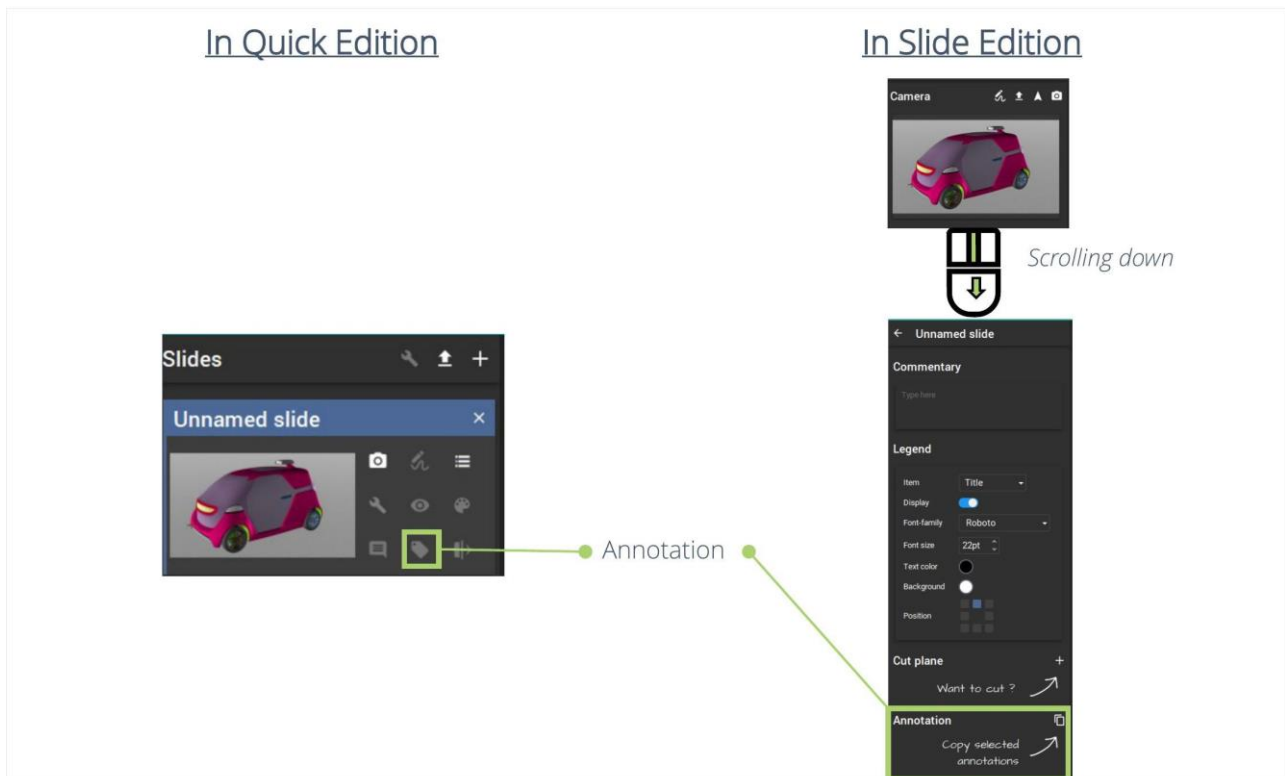 In Quick Edition
In Slide Edition
Camera
Scrolling down
Slides
Unnamed slide
Annotation
Unnamed slide
Commentary
Type here
Legend
Item Title
Display
Font-family Roboto
Font size 22pt
Text color
Background
Position
Cut plane
Want to cut ?
Annotation
Copy selected
annotations